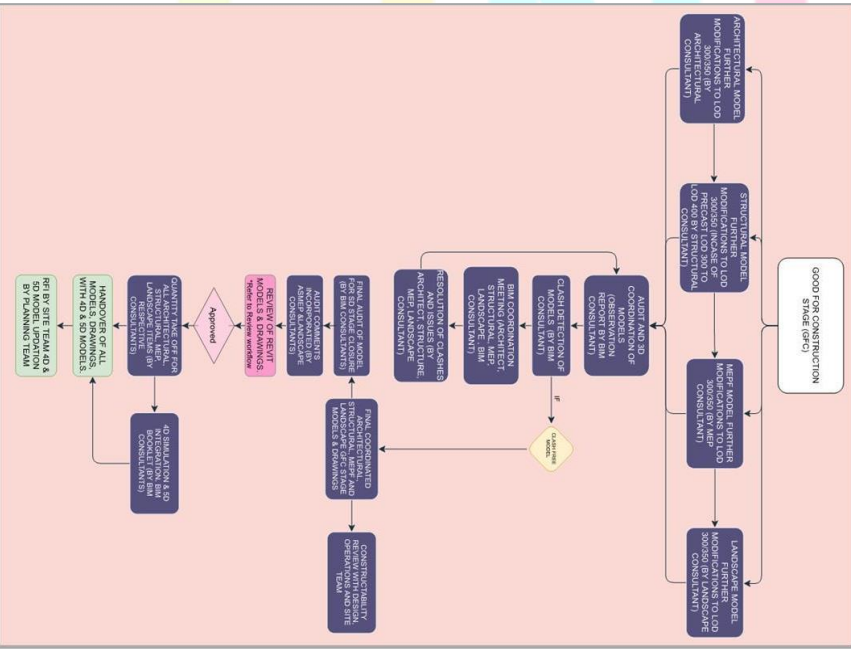 GOOD FOR CONSTRUCTION
STAGE (GFC)
ARCHITECTURAL MODEL
FURTHER
MODIFICATIONS TO LOD
300/350 (BY
ARCHITECTURAL
CONSULTANT)
STRUCTURAL MODEL
FURTHER
MODIFICATIONS TO LOD
300/350 (INCASE OF
PRECAST LOD 300 TO
LOD 400 BY STRUCTURAL
CONSULTANT)
MEPF MODEL FURTHER
MODIFICATIONS TO LOD
300/350 (BY MEP
CONSULTANT)
LANDSCAPE MODEL
FURTHER
MODIFICATIONS TO LOD
300/350 (BY LANDSCAPE
CONSULTANT)
AUDIT AND 3D
COORDINATION OF
MODELS
(OBSERVATION
REPORT BY BIM
CONSULTANT)
CLASH DETECTION OF
MODELS (BY BIM
CONSULTANT)
IF
CLASH FREE
MODEL
BIM COORDINATION
MEETING (ARCHITECT,
STRUCTURAL, MEP,
LANDSCAPE , BIM
CONSULTANT)
RESOLUTION OF CLASHES
AND ISSUES (BY
ARCHITECT, STRUCTURE,
MEP, LANDSCAPE
CONSULTANT)
FINAL AUDIT OF MODEL
FOR SD STAGE CLOSURE
(BY BIM CONSULTANTS)
FINAL COORDINATED
ARCHITECTURAL,
STRUCTURAL, MEPF AND
LANDSCAPE GFC STAGE
MODELS & DRAWINGS
CONSTRUCTABILITY
REVIEW WITH DESIGN,
OPERATIONS AND SITE
TEAM
AUDIT COMMENTS
INCORPORATED (BY
ASMEP &LANDSCAPE
CONSULTANTS)
REVIEW OF REVIT
MODELS & DRAWINGS.
*Refer to Review workflow
Approved
QUANTITY TAKE OFF FOR
ALL ARCHITECTURAL,
STRUCTURAL, MEP,
LANDSCAPE ITEMS (BY
RESPECTIVE
CONSULTANTS)
4D SIMULATION & 5D
INTEGRATION. BIM
BOOKLET (BY BIM
CONSULTANTS)
HANDOVER OF ALL
MODELS, DRAWINGS,
WITH 4D & 5D MODELS.
RFI BY SITE TEAM 4D &
5D MODEL UPDATION
BY PLANNING TEAM